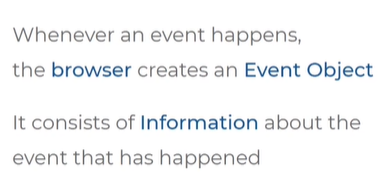 Whenever an event happens,
the browser creates an Event Object
It consists of Information about the
event that has happened